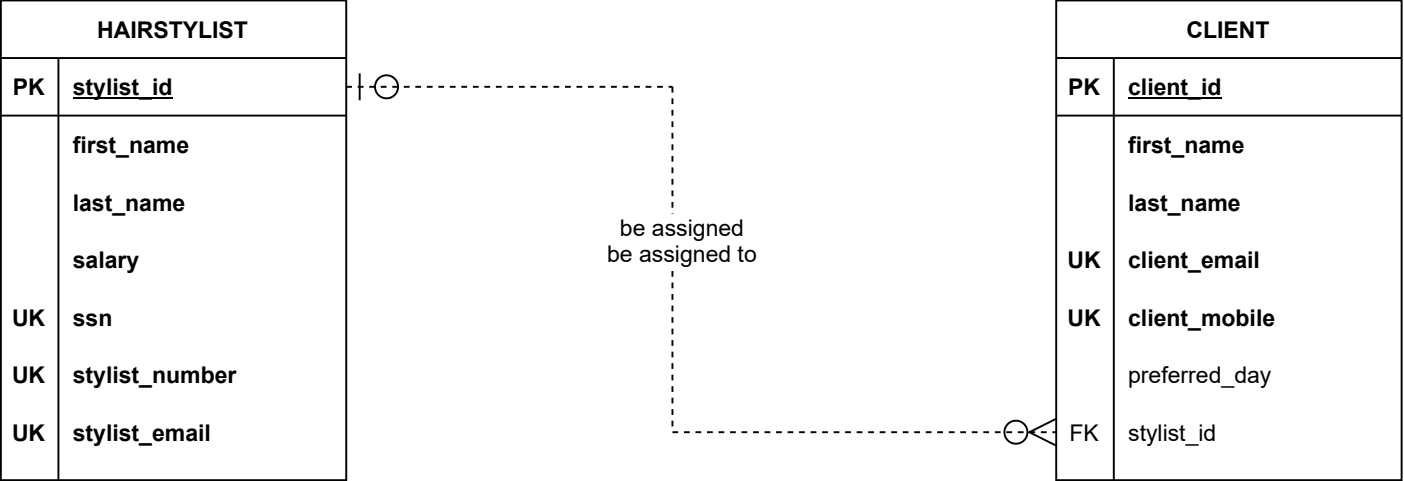 HAIRSTYLIST
PK stylist_id
first_name
last_name
salary
UK ssn
UK stylist_number
UK stylist_email
be assigned
be assigned to
CLIENT
PK client_id
first_name
last_name
UK client_email
UK client_mobile
preferred_day
FK stylist_id